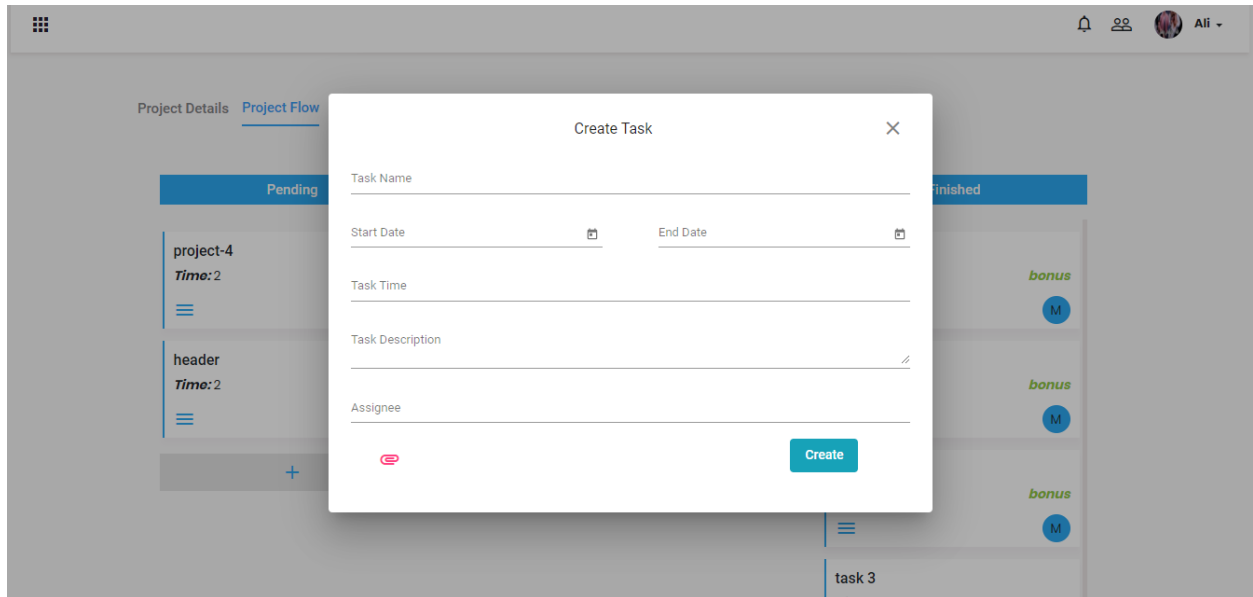 Ali
Project Details Project Flow
Create Task
Task Name
Pending
Finished
Start Date
End Date
project-4
Time: 2
bonus
Task Time
M
Task Description
header
Time: 2
bonus
Assignee
M
Create
+
bonus
M
task 3